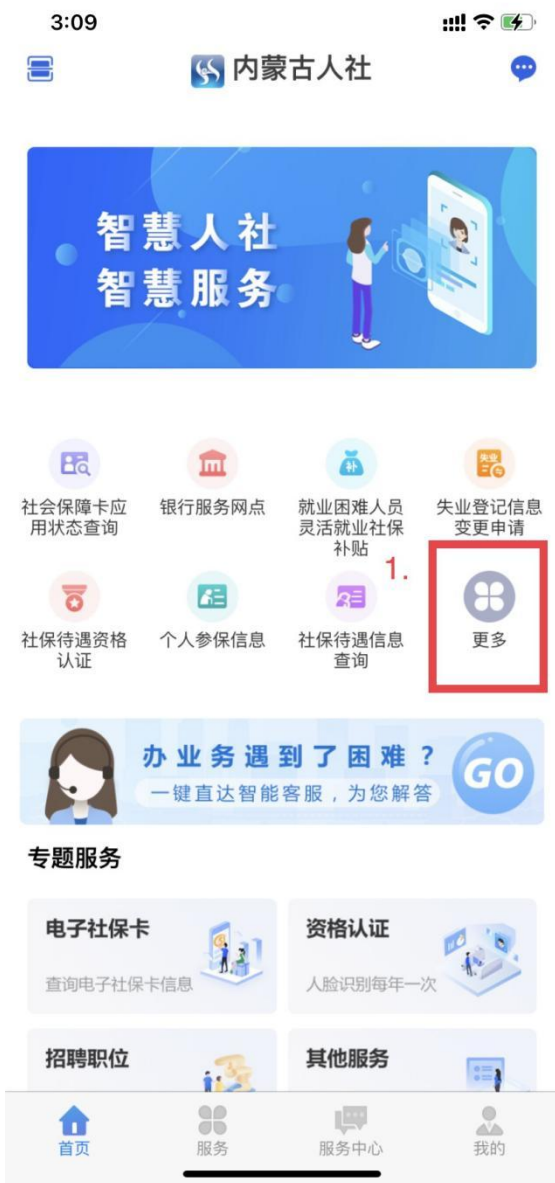 3:09
内蒙古人社
智慧人社
智慧服务
社会保障卡应
用状态查询
银行服务网点
就业困难人员
灵活就业社保
补贴
失业登记信息
变更申请
补
失业
1.
社保待遇资格
认证
个人参保信息
社保待遇信息
查询
更多
办业务遇到了困难？
一键直达智能客服，为您解答
GO
专题服务
电子社保卡
查询电子社保卡信息
资格认证
人脸识别每年一次
招聘职位
其他服务
首页
服务
服务中心
我的